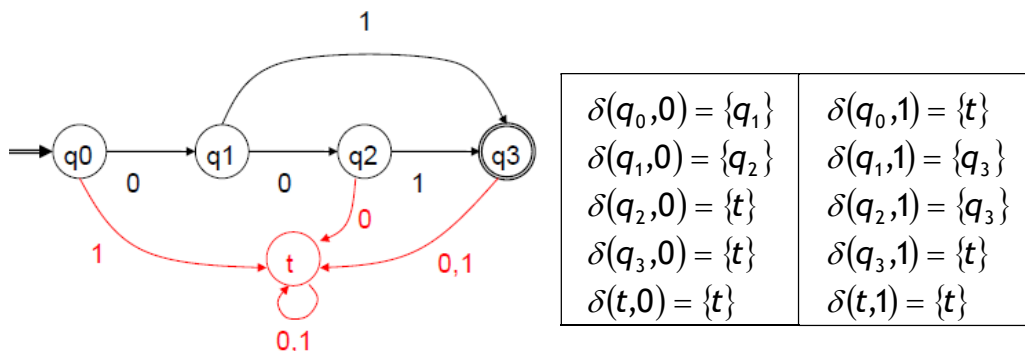 1
q0 q1 q2 q3
0 0 1
0
1 t 0,1
0,1
δ(q₀,0) = {q₁} δ(q₀,1) = {t}
δ(q₁,0) = {q₂} δ(q₁,1) = {q₃}
δ(q₂,0) = {t} δ(q₂,1) = {q₃}
δ(q₃,0) = {t} δ(q₃,1) = {t}
δ(t,0) = {t} δ(t,1) = {t}